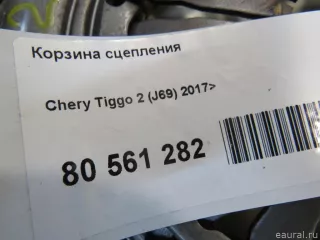 Корзина сцепления
Chery Tiggo 2 (J69) 2017>
80 561 282
eaural.ru